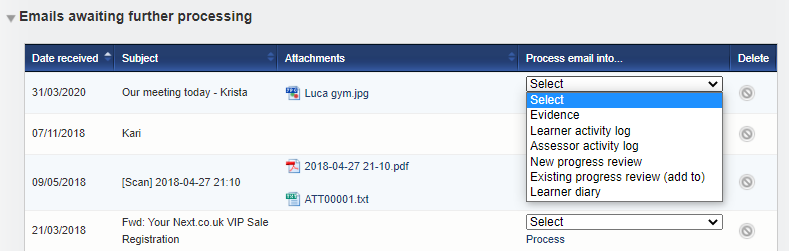 Emails awaiting further processing
Date received Subject Attachments Process email into... Delete
31/03/2020 Our meeting today - Krista Luca gym.jpg Select
Select
Evidence
Learner activity log
Assessor activity log
New progress review
Existing progress review (add to)
Learner diary
07/11/2018 Kari
09/05/2018 [Scan] 2018-04-27 21:10 2018-04-27 21-10.pdf
ATT00001.txt
21/03/2018 Fwd: Your Next.co.uk VIP Sale Select
Registration Process